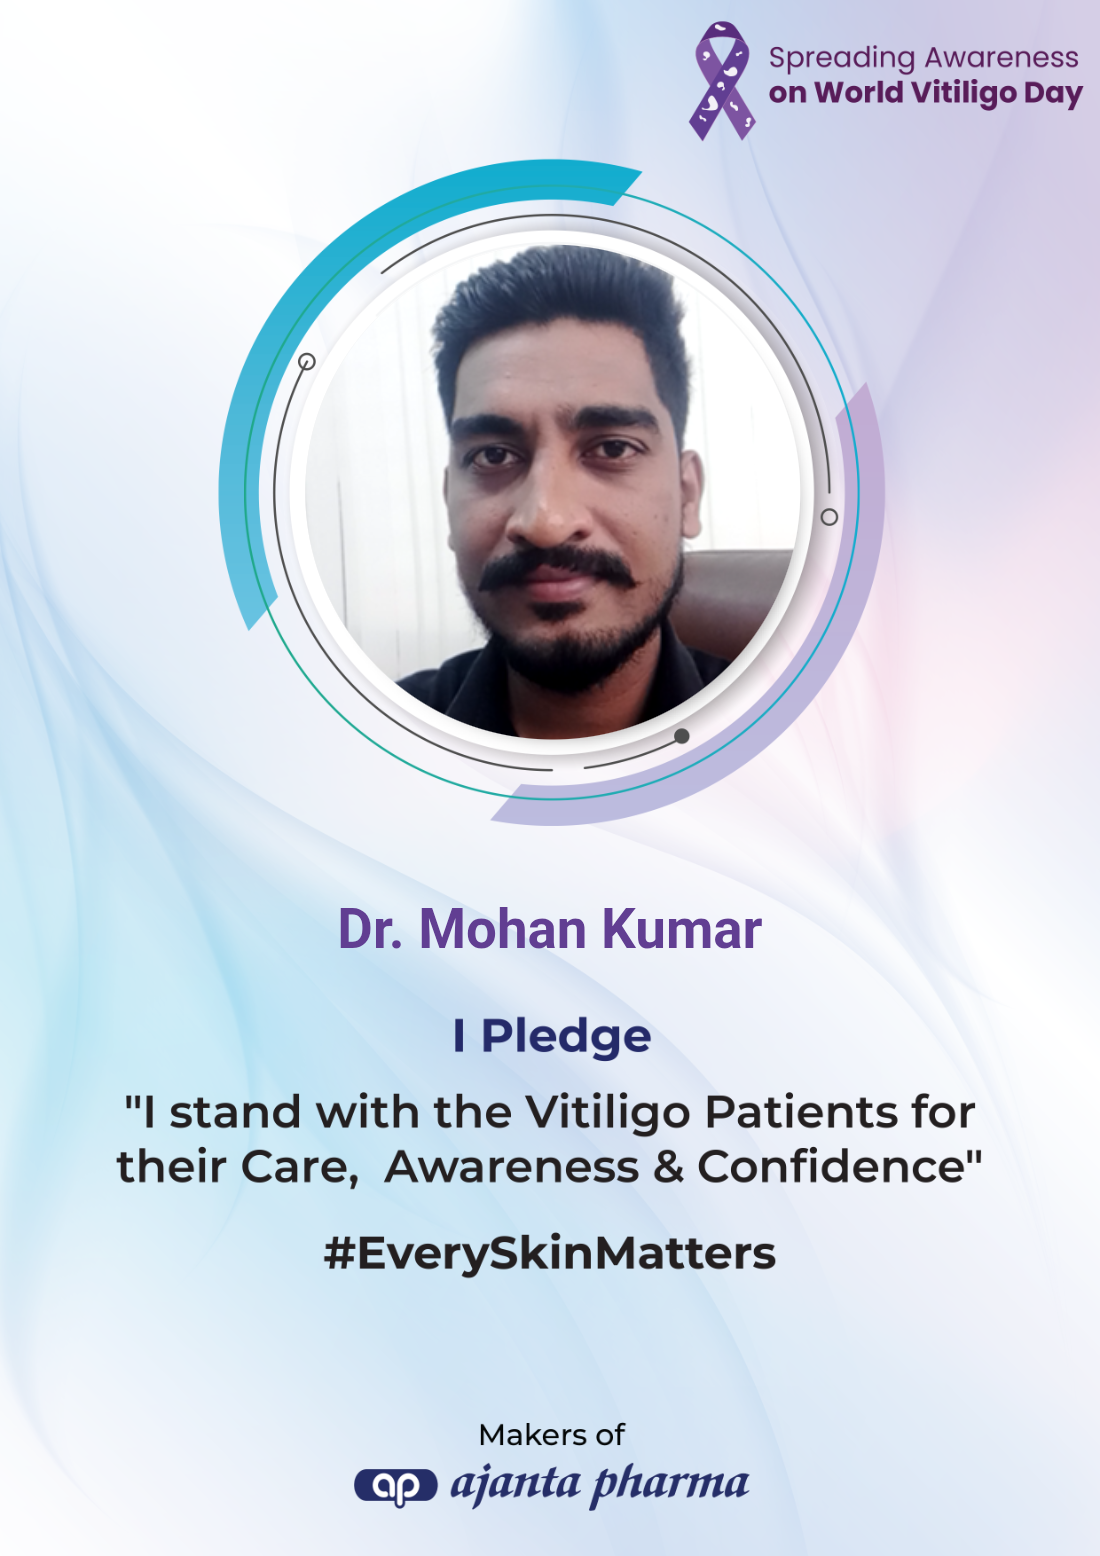 Spreading Awareness
on World Vitiligo Day
Dr. Mohan Kumar
I Pledge
"I stand with the Vitiligo Patients for
their Care,  Awareness & Confidence"
#EverySkinMatters
Makers of
ap ajanta pharma